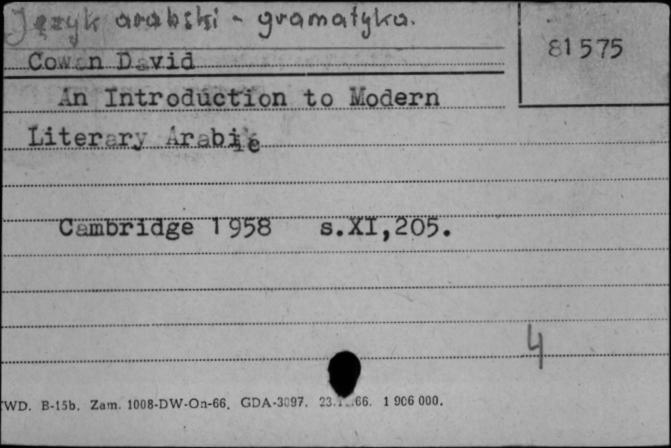 Język arabski - gramatyka.
81575
Cowan David
An Introduction to Modern
Literary Arabic
Cambridge 1958 s.XI,205.
4
WD. B-15b. Zam. 1008-DW-On-66. GDA-3097. 66. 1 906 000.